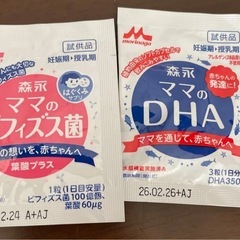 試供品
妊娠期・授乳期
はぐくみ
サプリ
森永
ママの
ビフィズス菌
葉酸プラス
の想いを、赤ちゃんへ
1粒(1日目安量)
ビフィズス菌100億個、
葉酸60μg
2.24 A+AJ
morinaga
試供品
妊娠期・授乳期
赤ちゃんの
発達に!
森永
ママの
DHA
ママを通じて、赤ちゃんへ
3粒(1日分)
DHA350
26.02.26+AJ